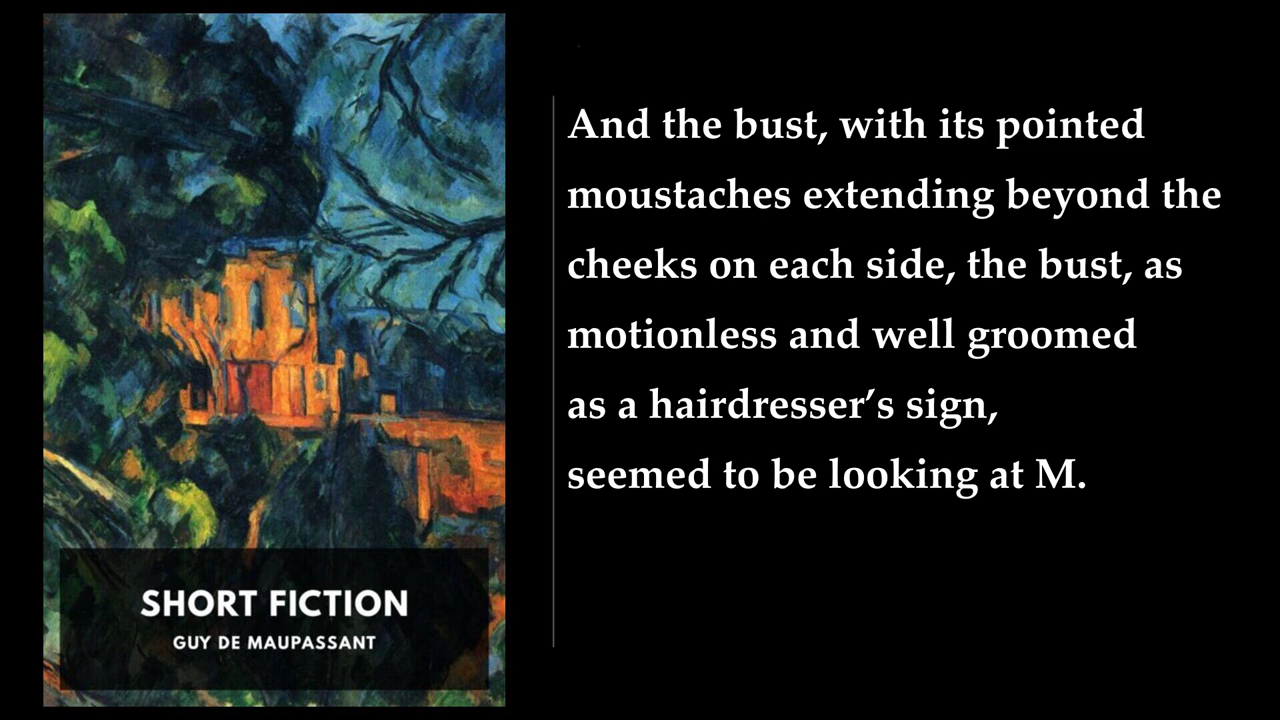 SHORT FICTION
GUY DE MAUPASSANT
And the bust, with its pointed
moustaches extending beyond the
cheeks on each side, the bust, as
motionless and well groomed
as a hairdresser’s sign,
seemed to be looking at M.